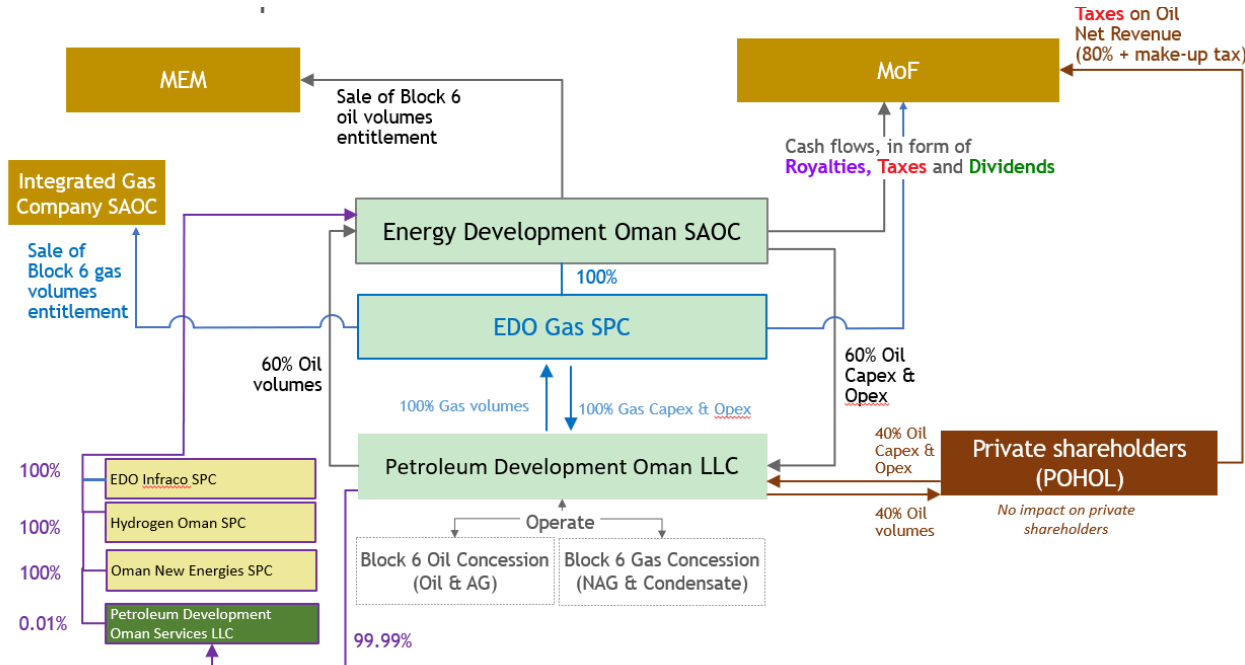 Taxes on Oil
Net Revenue
(80% + make-up tax)
MEM
MoF
Sale of Block 6
oil volumes
entitlement
Cash flows, in form of
Royalties, Taxes and Dividends
Integrated Gas
Company SAOC
Energy Development Oman SAOC
Sale of
Block 6 gas
volumes
entitlement
100%
EDO Gas SPC
60% Oil
volumes
60% Oil
Capex &
Opex
100% Gas volumes
100% Gas Capex & Opex
Petroleum Development Oman LLC
40% Oil
Capex &
Opex
Private shareholders
(POHOL)
40% Oil
volumes
No impact on private
shareholders
Operate
Block 6 Oil Concession
(Oil & AG)
Block 6 Gas Concession
(NAG & Condensate)
100%
EDO Infraco SPC
100%
Hydrogen Oman SPC
100%
Oman New Energies SPC
0.01%
Petroleum Development
Oman Services LLC
99.99%